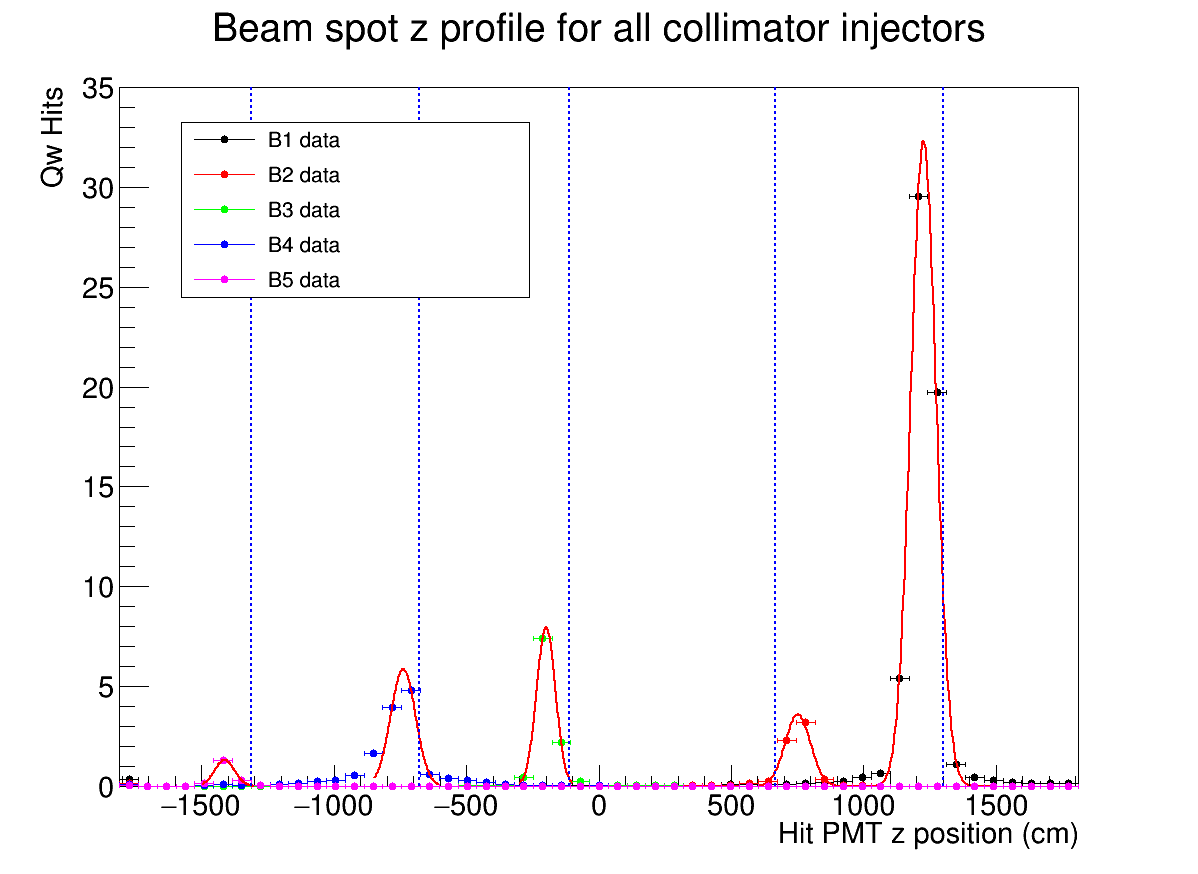 Beam spot z profile for all collimator injectors
Qw Hits
35
30
25
20
15
10
5
0
B1 data
B2 data
B3 data
B4 data
B5 data
−1500 −1000 −500 0 500 1000 1500
Hit PMT z position (cm)